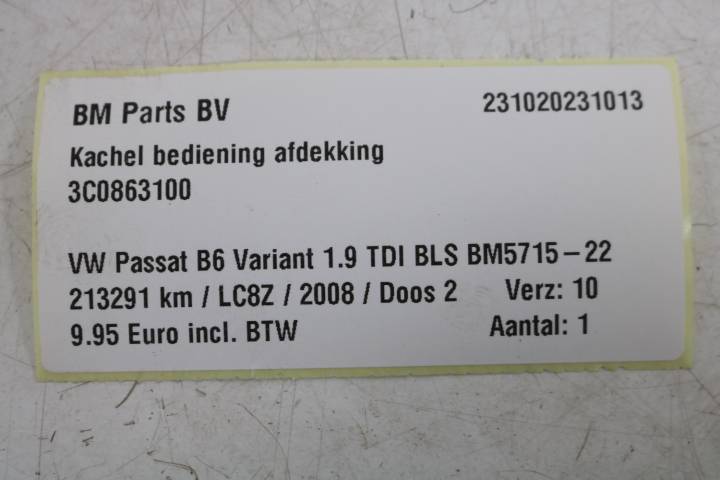 BM Parts BV 231020231013
Kachel bediening afdekking
3C0863100
VW Passat B6 Variant 1.9 TDI BLS BM5715-22
213291 km / LC8Z / 2008 / Doos 2 Verz: 10
9.95 Euro incl. BTW Aantal: 1